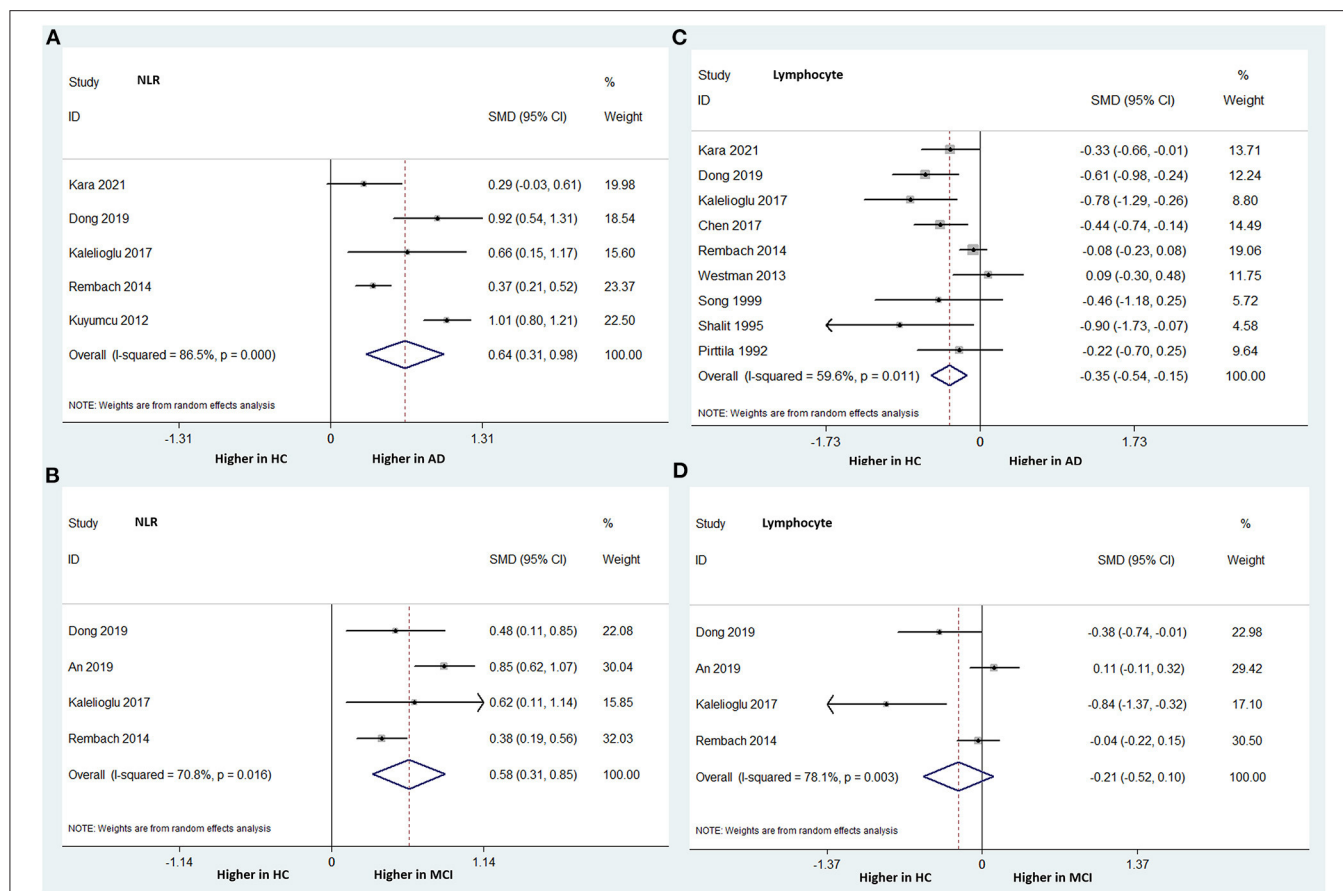 A
Study NLR %
ID SMD (95% CI) Weight
Kara 2021 0.29 (-0.03, 0.61) 19.98
Dong 2019 0.92 (0.54, 1.31) 18.54
Kalelioglu 2017 0.66 (0.15, 1.17) 15.60
Rembach 2014 0.37 (0.21, 0.52) 23.37
Kuyumcu 2012 1.01 (0.80, 1.21) 22.50
Overall (I-squared = 86.5%, p = 0.000) 0.64 (0.31, 0.98) 100.00
NOTE: Weights are from random effects analysis
-1.31 0 1.31
Higher in HC Higher in AD
B
Study NLR %
ID SMD (95% CI) Weight
Dong 2019 0.48 (0.11, 0.85) 22.08
An 2019 0.85 (0.62, 1.07) 30.04
Kalelioglu 2017 0.62 (0.11, 1.14) 15.85
Rembach 2014 0.38 (0.19, 0.56) 32.03
Overall (I-squared = 70.8%, p = 0.016) 0.58 (0.31, 0.85) 100.00
NOTE: Weights are from random effects analysis
-1.14 0 1.14
Higher in HC Higher in MCI
C
Study Lymphocyte %
ID SMD (95% CI) Weight
Kara 2021 -0.33 (-0.66, -0.01) 13.71
Dong 2019 -0.61 (-0.98, -0.24) 12.24
Kalelioglu 2017 -0.78 (-1.29, -0.26) 8.80
Chen 2017 -0.44 (-0.74, -0.14) 14.49
Rembach 2014 -0.08 (-0.23, 0.08) 19.06
Westman 2013 0.09 (-0.30, 0.48) 11.75
Song 1999 -0.46 (-1.18, 0.25) 5.72
Shalit 1995 -0.90 (-1.73, -0.07) 4.58
Pirttila 1992 -0.22 (-0.70, 0.25) 9.64
Overall (I-squared = 59.6%, p = 0.011) -0.35 (-0.54, -0.15) 100.00
NOTE: Weights are from random effects analysis
-1.73 0 1.73
Higher in HC Higher in AD
D
Study Lymphocyte %
ID SMD (95% CI) Weight
Dong 2019 -0.38 (-0.74, -0.01) 22.98
An 2019 0.11 (-0.11, 0.32) 29.42
Kalelioglu 2017 -0.84 (-1.37, -0.32) 17.10
Rembach 2014 -0.04 (-0.22, 0.15) 30.50
Overall (I-squared = 78.1%, p = 0.003) -0.21 (-0.52, 0.10) 100.00
NOTE: Weights are from random effects analysis
-1.37 0 1.37
Higher in HC Higher in MCI